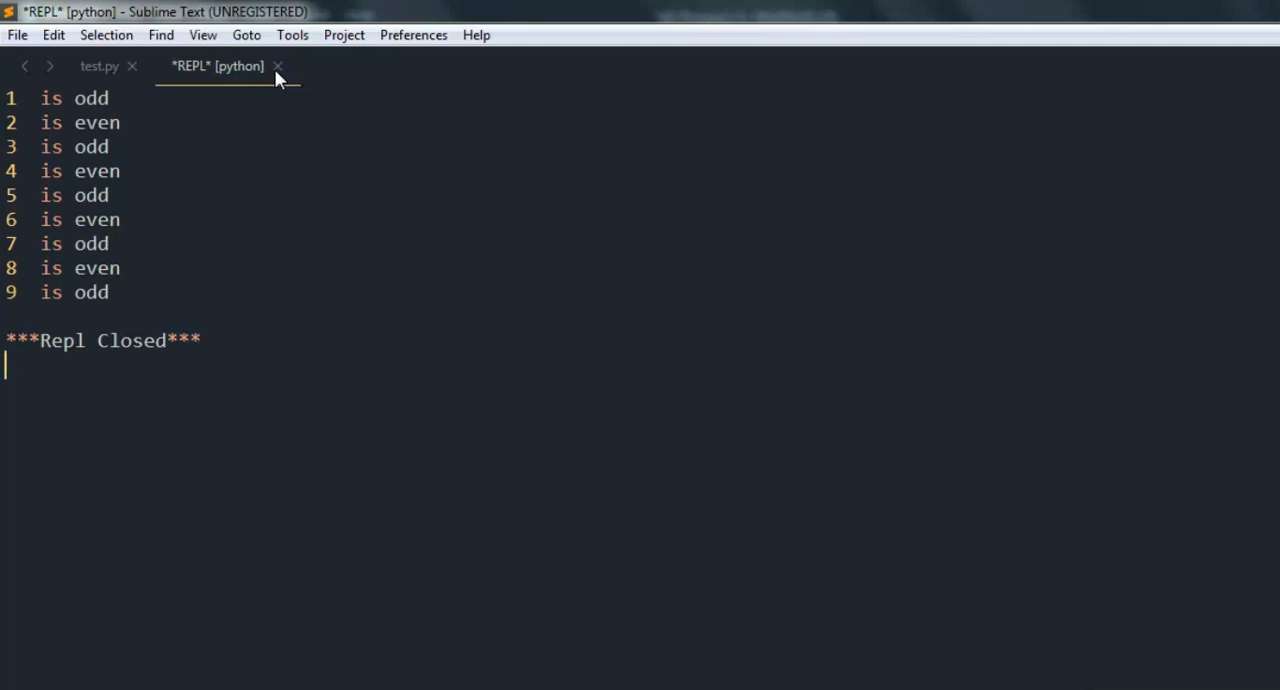 *REPL* [python] - Sublime Text (UNREGISTERED)
File Edit Selection Find View Goto Tools Project Preferences Help
test.py *REPL* [python]
1 is odd
2 is even
3 is odd
4 is even
5 is odd
6 is even
7 is odd
8 is even
9 is odd
***Repl Closed***